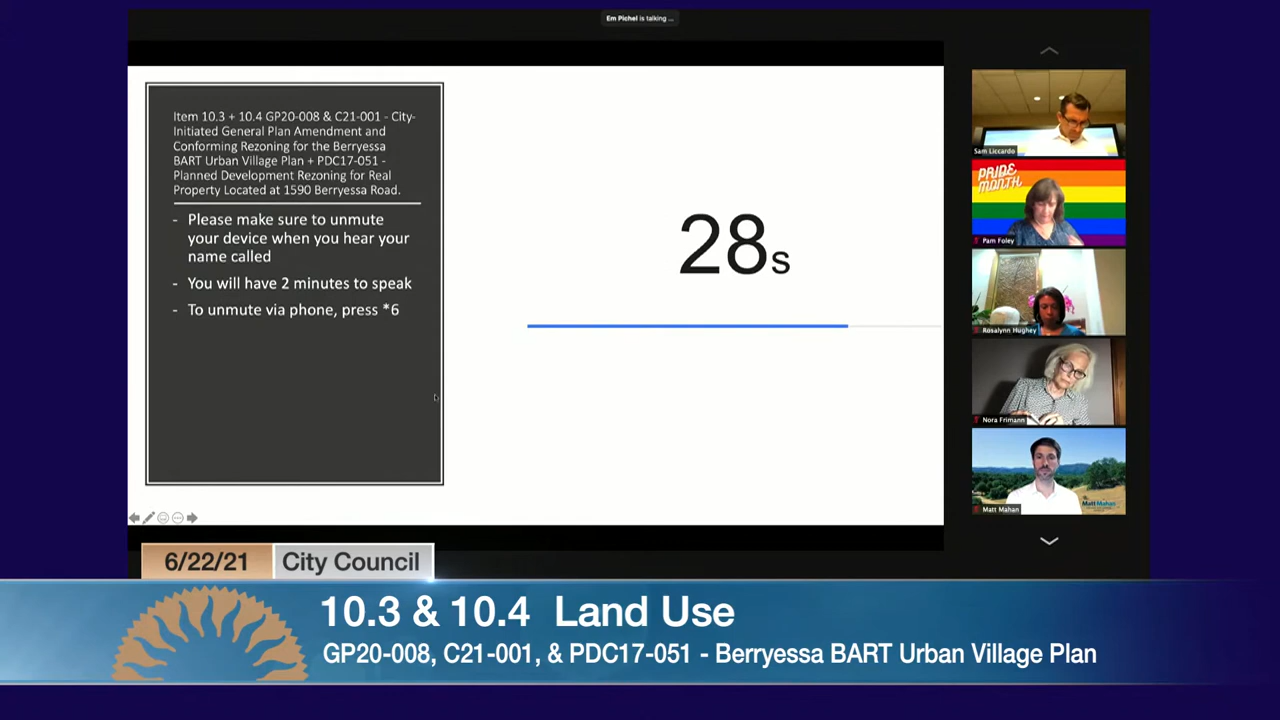 Em Pichel is talking ...
Item 10.3 + 10.4 GP20-008 & C21-001 - City-
Initiated General Plan Amendment and
Conforming Rezoning for the Berryessa
BART Urban Village Plan + PDC17-051 -
Planned Development Rezoning for Real
Property Located at 1590 Berryessa Road.
- Please make sure to unmute
your device when you hear your
name called
- You will have 2 minutes to speak
- To unmute via phone, press *6
28s
Sam Liccardo
PRIDE
MONTH
Pam Foley
Rosalynn Hughey
Nora Frimann
Matt Mahan
Matt Mahan
6/22/21
City Council
10.3 & 10.4 Land Use
GP20-008, C21-001, & PDC17-051 - Berryessa BART Urban Village Plan